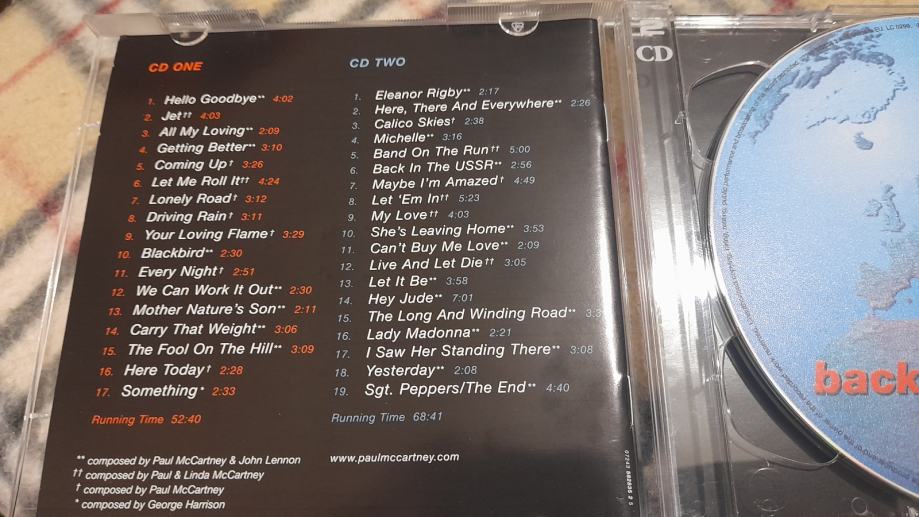 CD ONE
1. Hello Goodbye** 4:02
2. Jet†† 4:03
3. All My Loving** 2:09
4. Getting Better** 3:10
5. Coming Up† 3:26
6. Let Me Roll It†† 4:24
7. Lonely Road† 3:12
8. Driving Rain† 3:11
9. Your Loving Flame† 3:29
10. Blackbird** 2:30
11. Every Night† 2:51
12. We Can Work It Out** 2:30
13. Mother Nature's Son** 2:11
14. Carry That Weight** 3:06
15. The Fool On The Hill** 3:09
16. Here Today† 2:28
17. Something* 2:33
Running Time 52:40
** composed by Paul McCartney & John Lennon
†† composed by Paul & Linda McCartney
† composed by Paul McCartney
* composed by George Harrison
CD TWO
1. Eleanor Rigby** 2:17
2. Here, There And Everywhere** 2:26
3. Calico Skies† 2:38
4. Michelle** 3:16
5. Band On The Run†† 5:00
6. Back In The USSR** 2:56
7. Maybe I'm Amazed† 4:49
8. Let 'Em In†† 5:23
9. My Love†† 4:03
10. She's Leaving Home** 3:53
11. Can't Buy Me Love** 2:09
12. Live And Let Die†† 3:05
13. Let It Be** 3:58
14. Hey Jude** 7:01
15. The Long And Winding Road**
16. Lady Madonna** 2:21
17. I Saw Her Standing There** 3:08
18. Yesterday** 2:08
19. Sgt. Peppers/The End** 4:40
Running Time 68:41
www.paulmccartney.com
2
CD
back